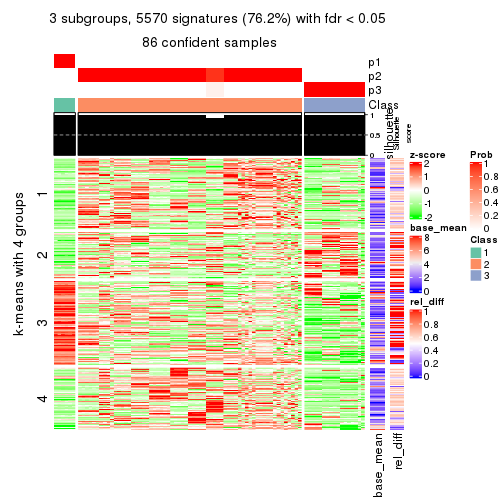 3 subgroups, 5570 signatures (76.2%) with fdr < 0.05
86 confident samples
p1
p2
p3
Class
silhouette
Silhouette
score
1
0.5
0
k-means with 4 groups
1
2
3
4
base_mean
rel_diff
z-score
2
1
0
-1
-2
base_mean
8
6
4
2
0
rel_diff
1
0.8
0.6
0.4
0.2
0
Prob
1
0.8
0.6
0.4
0.2
0
Class
1
2
3